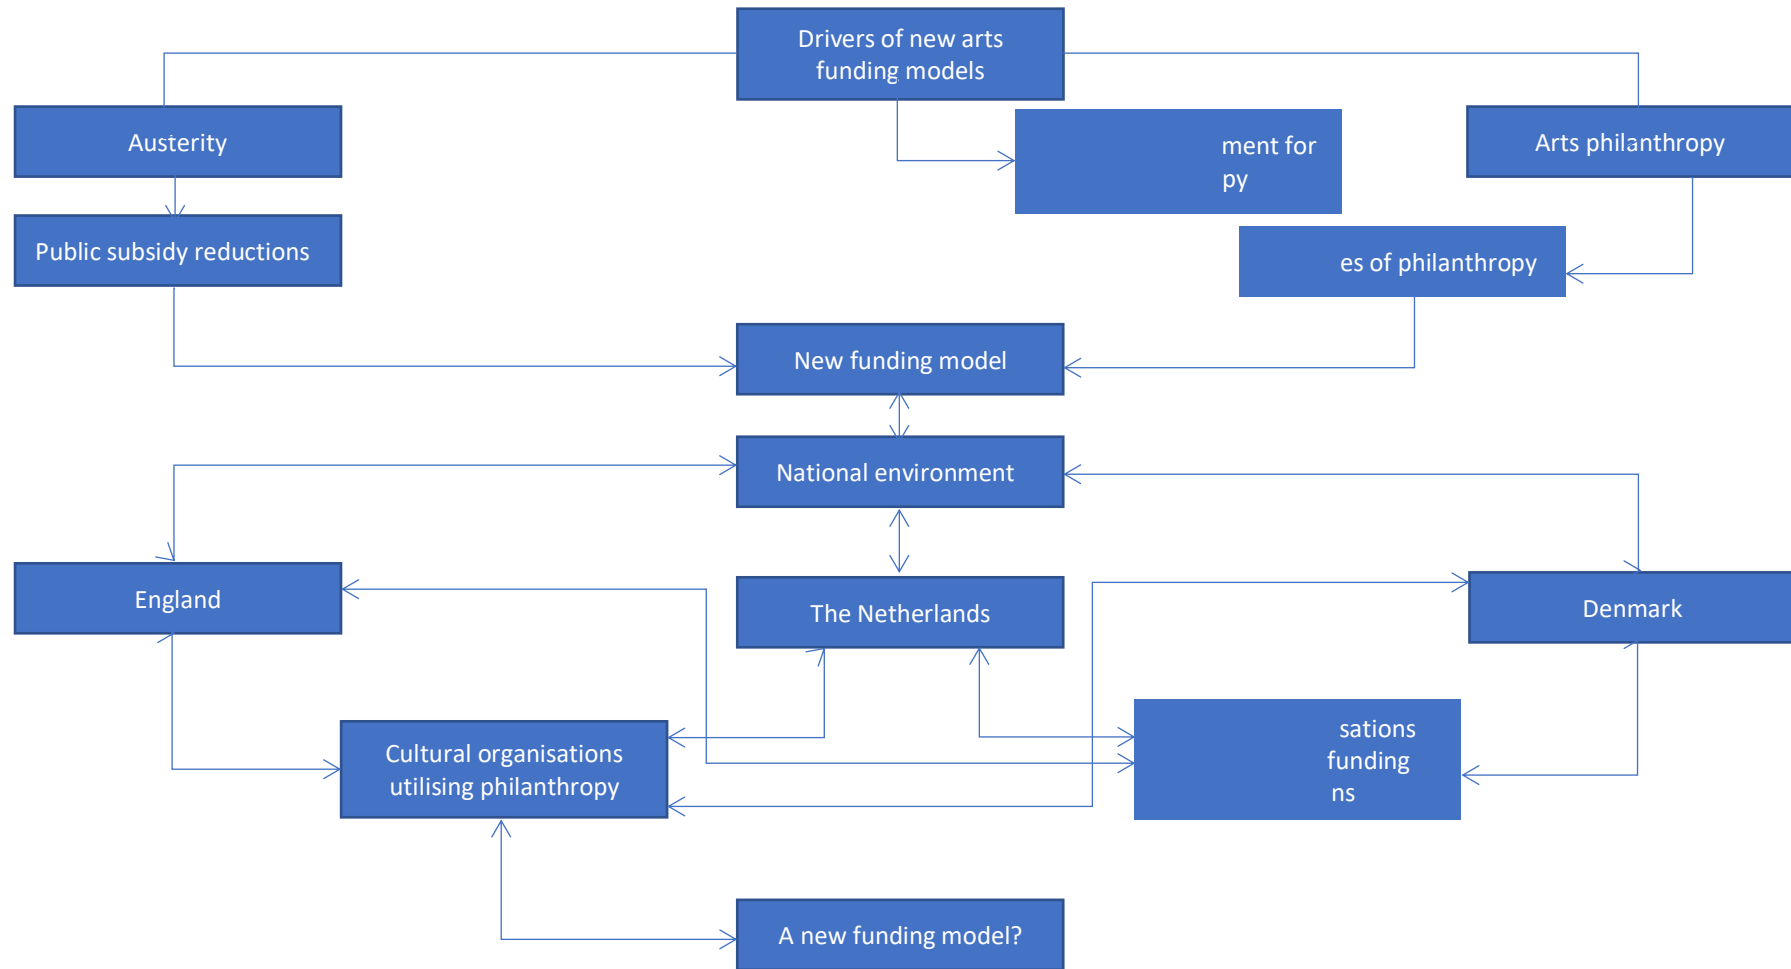 Drivers of new arts
funding models
Austerity
ment for
py
Arts philanthropy
Public subsidy reductions
es of philanthropy
New funding model
National environment
England
The Netherlands
Denmark
Cultural organisations
utilising philanthropy
sations
funding
ns
A new funding model?